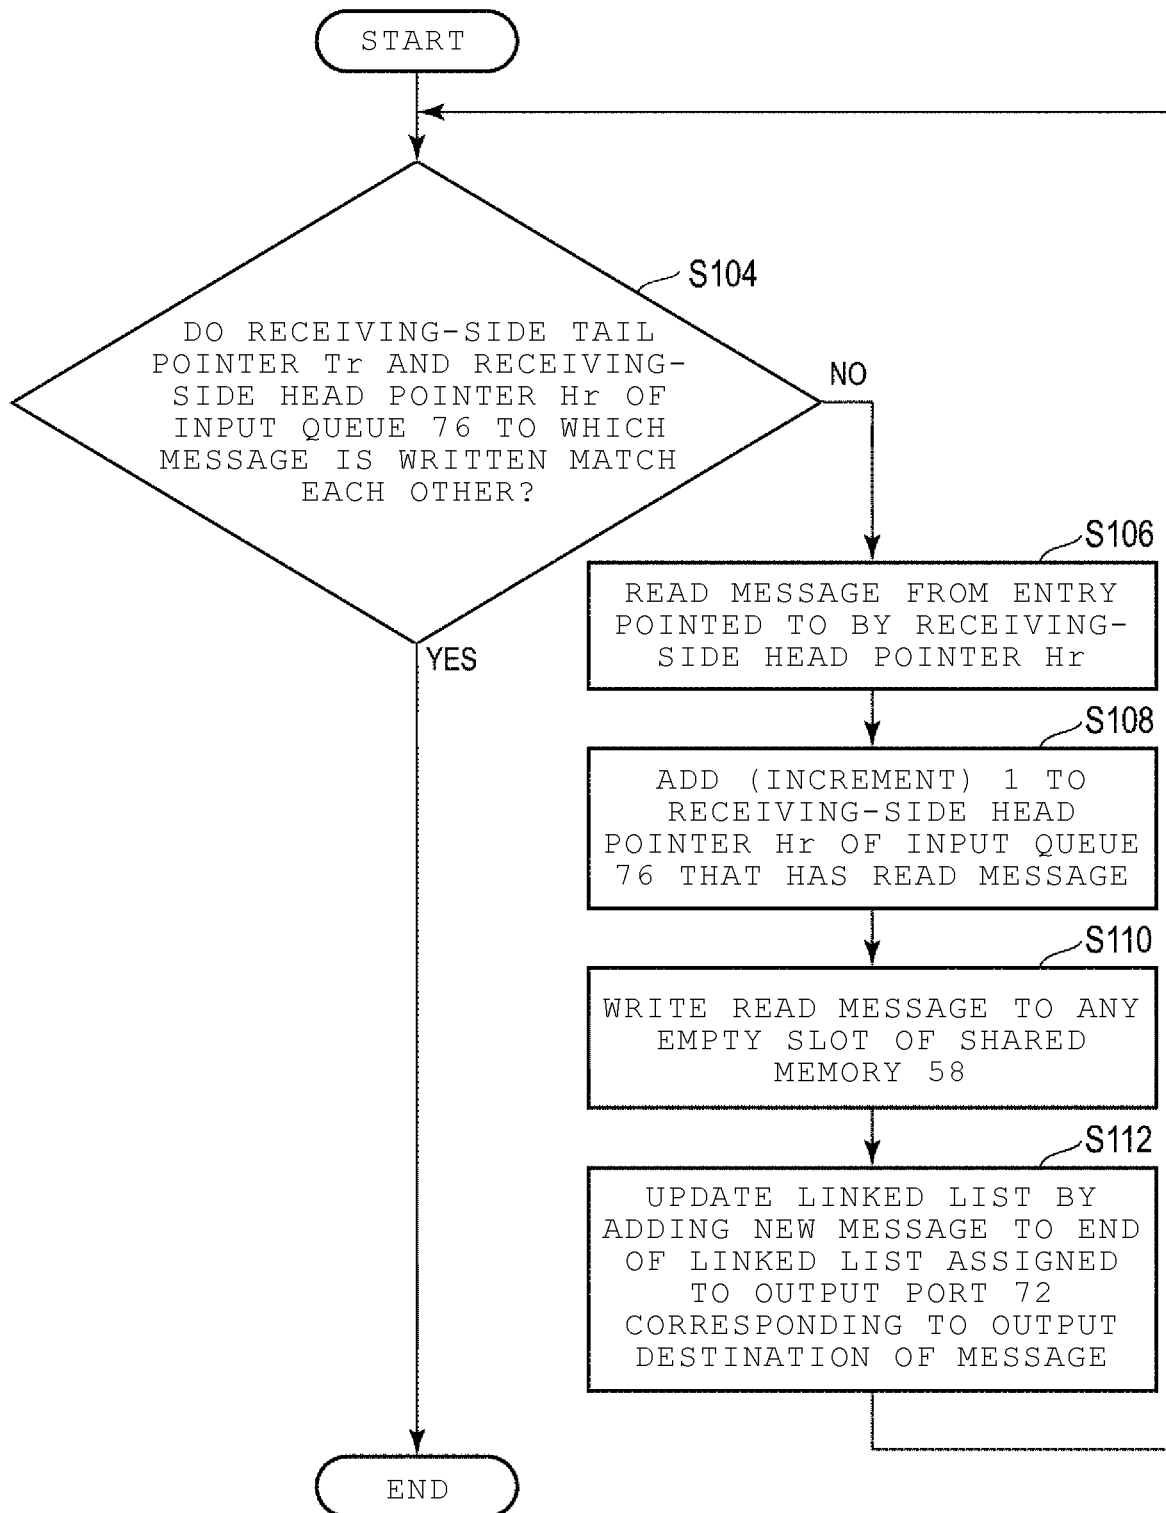 START
S104
DO RECEIVING-SIDE TAIL
POINTER Tr AND RECEIVING-
SIDE HEAD POINTER Hr OF
INPUT QUEUE 76 TO WHICH
MESSAGE IS WRITTEN MATCH
EACH OTHER?
NO
YES
S106
READ MESSAGE FROM ENTRY
POINTED TO BY RECEIVING-
SIDE HEAD POINTER Hr
S108
ADD (INCREMENT) 1 TO
RECEIVING-SIDE HEAD
POINTER Hr OF INPUT QUEUE
76 THAT HAS READ MESSAGE
S110
WRITE READ MESSAGE TO ANY
EMPTY SLOT OF SHARED
MEMORY 58
S112
UPDATE LINKED LIST BY
ADDING NEW MESSAGE TO END
OF LINKED LIST ASSIGNED
TO OUTPUT PORT 72
CORRESPONDING TO OUTPUT
DESTINATION OF MESSAGE
END